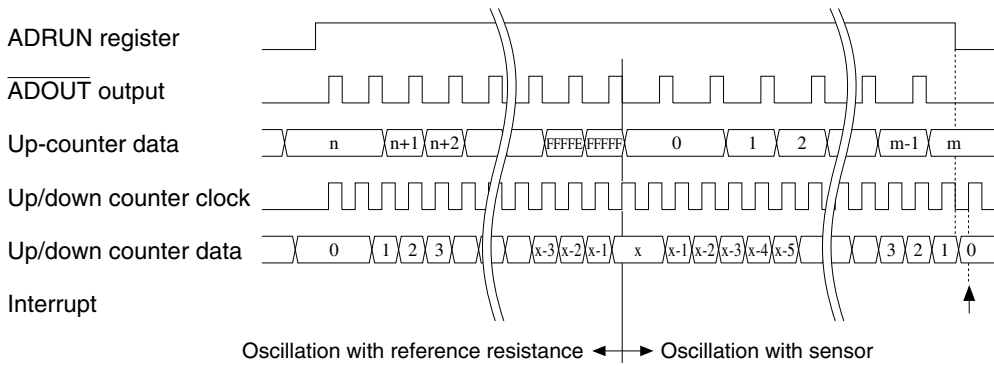 ADRUN register
ADOUT output
Up-counter data n n+1 n+2 FFFFE FFFFF 0 1 2 m-1 m
Up/down counter clock
Up/down counter data 0 1 2 3 x-3 x-2 x-1 x x-1 x-2 x-3 x-4 x-5 3 2 1 0
Interrupt
Oscillation with reference resistance Oscillation with sensor